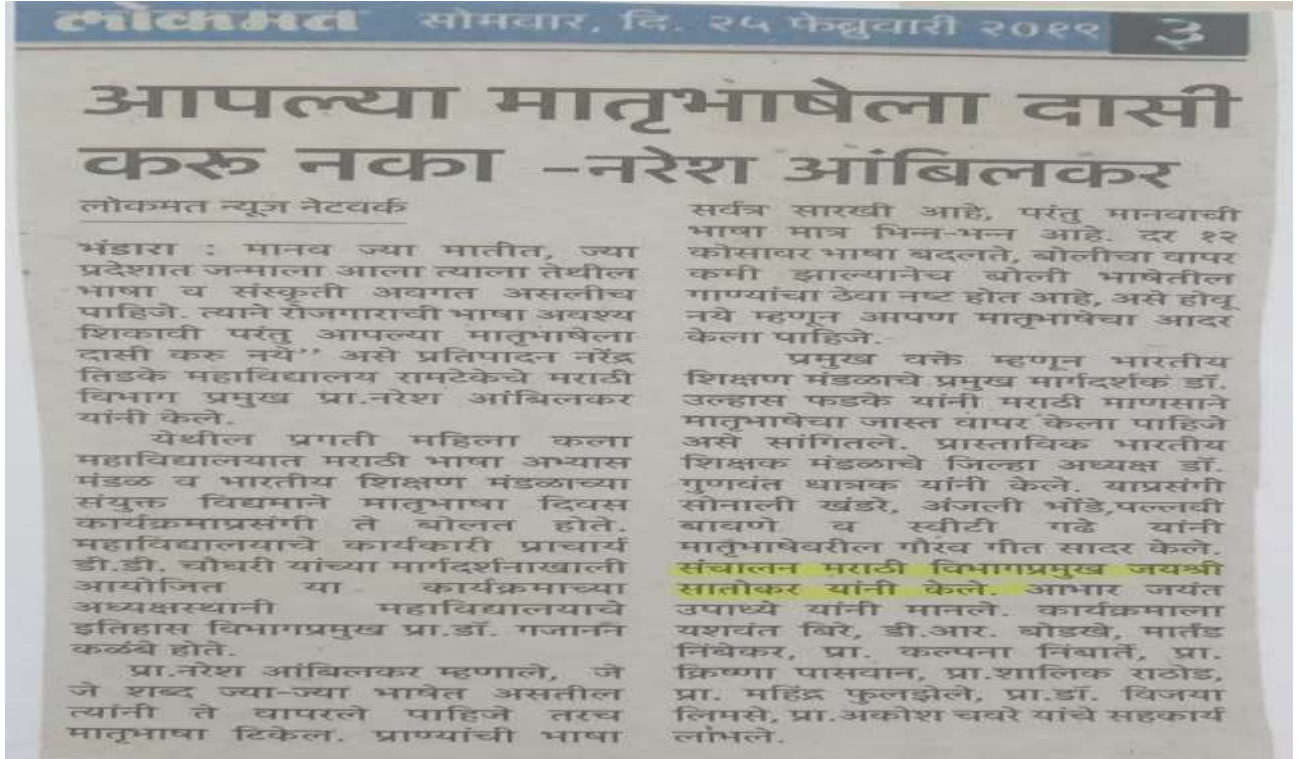 लोकमत सोमवार, दि. २५ फेब्रुवारी २०१९ ३
आपल्या मातृभाषेला दासी
करू नका -नरेश आंबिलकर
लोकमत न्यूज नेटवर्क
भंडारा : मानव ज्या मातीत, ज्या
प्रदेशात जन्माला आला त्याला तेथील
भाषा व संस्कृती अवगत असलीच
पाहिजे. त्याने रोजगाराची भाषा अवश्य
शिकावी परंतु आपल्या मातृभाषेला
दासी करु नये’’ असे प्रतिपादन नरेंद्र
तिडके महाविद्यालय रामटेकेचे मराठी
विभाग प्रमुख प्रा.नरेश आंबिलकर
यांनी केले.
येथील प्रगती महिला कला
महाविद्यालयात मराठी भाषा अभ्यास
मंडळ व भारतीय शिक्षण मंडळाच्या
संयुक्त विद्यमाने मातृभाषा दिवस
कार्यक्रमाप्रसंगी ते बोलत होते.
महाविद्यालयाचे कार्यकारी प्राचार्य
डी.डी. चौधरी यांच्या मार्गदर्शनाखाली
आयोजित या कार्यक्रमाच्या
अध्यक्षस्थानी महाविद्यालयाचे
इतिहास विभागप्रमुख प्रा.डॉ. गजानन
कळंबे होते.
प्रा.नरेश आंबिलकर म्हणाले, जे
जे शब्द ज्या-ज्या भाषेत असतील
त्यांनी ते वापरले पाहिजे तरच
मातृभाषा टिकेल. प्राण्यांची भाषा
सर्वत्र सारखी आहे, परंतु मानवाची
भाषा मात्र भिन्न-भन्न आहे. दर १२
कोसावर भाषा बदलते, बोलीचा वापर
कमी झाल्यानेच बोली भाषेतील
गाण्यांचा ठेवा नष्ट होत आहे, असे होवू
नये म्हणून आपण मातृभाषेचा आदर
केला पाहिजे.
प्रमुख वक्ते म्हणून भारतीय
शिक्षण मंडळाचे प्रमुख मार्गदर्शक डॉ.
उल्हास फडके यांनी मराठी माणसाने
मातृभाषेचा जास्त वापर केला पाहिजे
असे सांगितले. प्रास्ताविक भारतीय
शिक्षक मंडळाचे जिल्हा अध्यक्ष डॉ.
गुणवंत धात्रक यांनी केले. याप्रसंगी
सोनाली खंडरे, अंजली भोंडे,पल्लवी
बावणे व स्वीटी गढे यांनी
मातृभाषेवरील गौरव गीत सादर केले.
संचालन मराठी विभागप्रमुख जयश्री
सातोकर यांनी केले. आभार जयंत
उपाध्ये यांनी मानले. कार्यक्रमाला
यशवंत बिरे, डी.आर. बोडखे, मार्तंड
निंबेकर, प्रा. कल्पना निंबार्ते, प्रा.
क्रिष्णा पासवान, प्रा.शालिक राठोड,
प्रा. महिंद्र फुलझेले, प्रा.डॉ. विजया
लिमसे, प्रा.अकोश चवरे यांचे सहकार्य
लाभले.